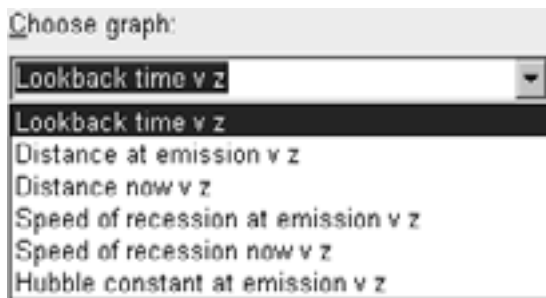 Choose graph:
Lookback time v z
Lookback time v z
Distance at emission v z
Distance now v z
Speed of recession at emission v z
Speed of recession now v z
Hubble constant at emission v z